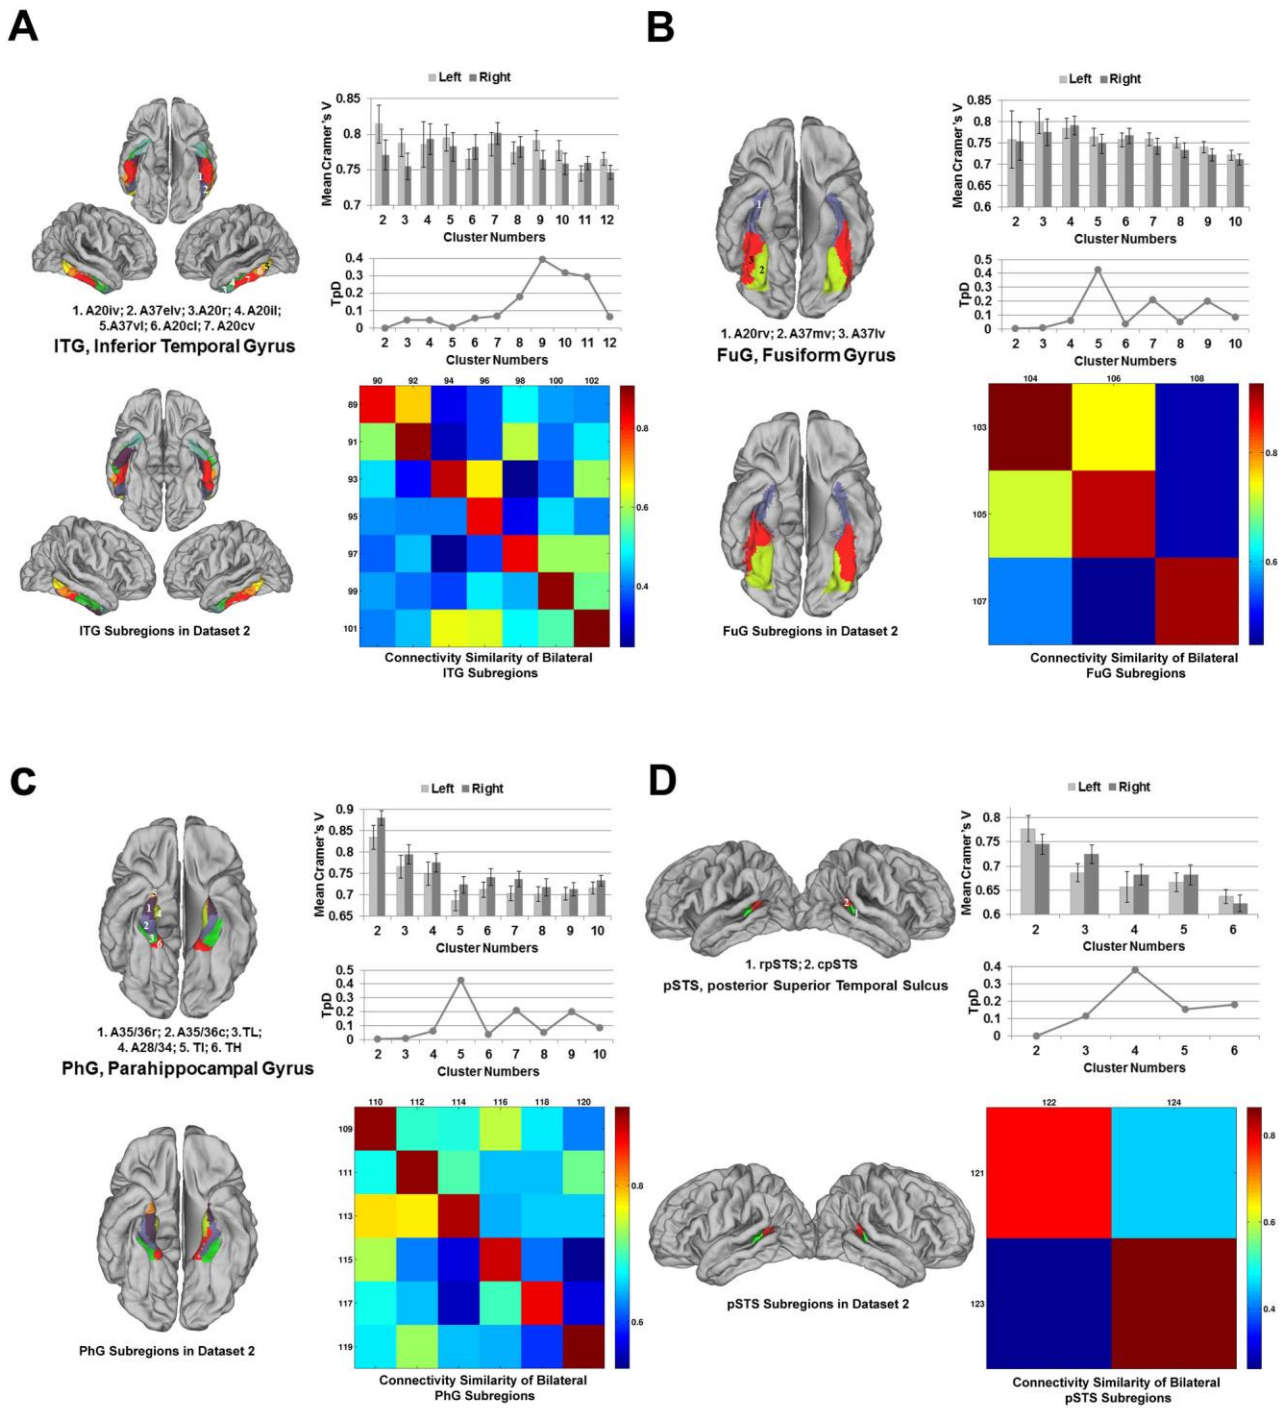 A
Left Right
Mean Cramer's V
0.85
0.8
0.75
0.7
2 3 4 5 6 7 8 9 10 11 12
Cluster Numbers
TpD
0.4
0.3
0.2
0.1
0
2 3 4 5 6 7 8 9 10 11 12
Cluster Numbers
1. A20iv; 2. A37elv; 3.A20r; 4. A20il;
5.A37vl; 6. A20cl; 7. A20cv
ITG, Inferior Temporal Gyrus
ITG Subregions in Dataset 2
90 92 94 96 98 100 102
89
91
93
95
97
99
101
0.8
0.6
0.4
Connectivity Similarity of Bilateral
ITG Subregions
B
Left Right
Mean Cramer's V
0.85
0.8
0.75
0.7
0.65
0.6
2 3 4 5 6 7 8 9 10
Cluster Numbers
TpD
0.5
0.4
0.3
0.2
0.1
0
2 3 4 5 6 7 8 9 10
Cluster Numbers
1
3
2
1. A20rv; 2. A37mv; 3. A37lv
FuG, Fusiform Gyrus
FuG Subregions in Dataset 2
104 106 108
103
105
107
0.8
0.6
Connectivity Similarity of Bilateral
FuG Subregions
C
Left Right
Mean Cramer's V
0.9
0.85
0.8
0.75
0.7
0.65
2 3 4 5 6 7 8 9 10
Cluster Numbers
TpD
0.5
0.4
0.3
0.2
0.1
0
2 3 4 5 6 7 8 9 10
Cluster Numbers
1. A35/36r; 2. A35/36c; 3.TL;
4. A28/34; 5. TI; 6. TH
PhG, Parahippocampal Gyrus
PhG Subregions in Dataset 2
110 112 114 116 118 120
109
111
113
115
117
119
0.8
0.6
Connectivity Similarity of Bilateral
PhG Subregions
D
Left Right
Mean Cramer's V
0.8
0.75
0.7
0.65
0.6
2 3 4 5 6
Cluster Numbers
TpD
0.4
0.3
0.2
0.1
0
2 3 4 5 6
Cluster Numbers
2
1
1. rpSTS; 2. cpSTS
pSTS, posterior Superior Temporal Sulcus
pSTS Subregions in Dataset 2
122 124
121
123
0.8
0.6
0.4
Connectivity Similarity of Bilateral
pSTS Subregions